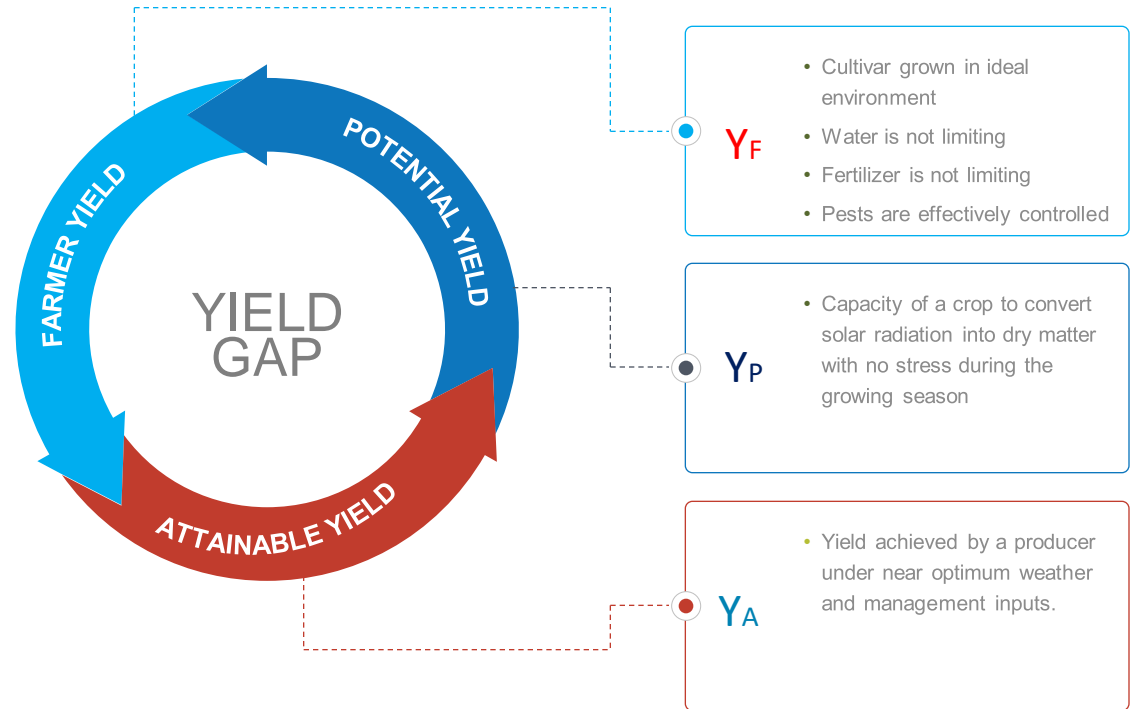 POTENTIAL YIELD
FARMER YIELD
ATTAINABLE YIELD
YIELD
GAP
YF
• Cultivar grown in ideal
environment
• Water is not limiting
• Fertilizer is not limiting
• Pests are effectively controlled
YP
• Capacity of a crop to convert
solar radiation into dry matter
with no stress during the
growing season
YA
• Yield achieved by a producer
under near optimum weather
and management inputs.